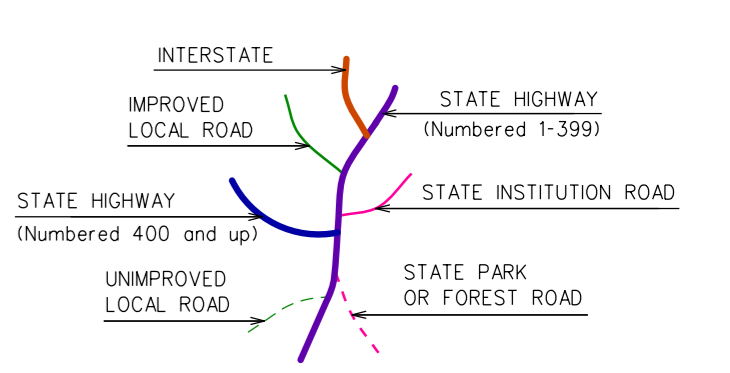 INTERSTATE
IMPROVED
LOCAL ROAD
STATE HIGHWAY
(Numbered 1-399)
STATE HIGHWAY
(Numbered 400 and up)
STATE INSTITUTION ROAD
UNIMPROVED
LOCAL ROAD
STATE PARK
OR FOREST ROAD